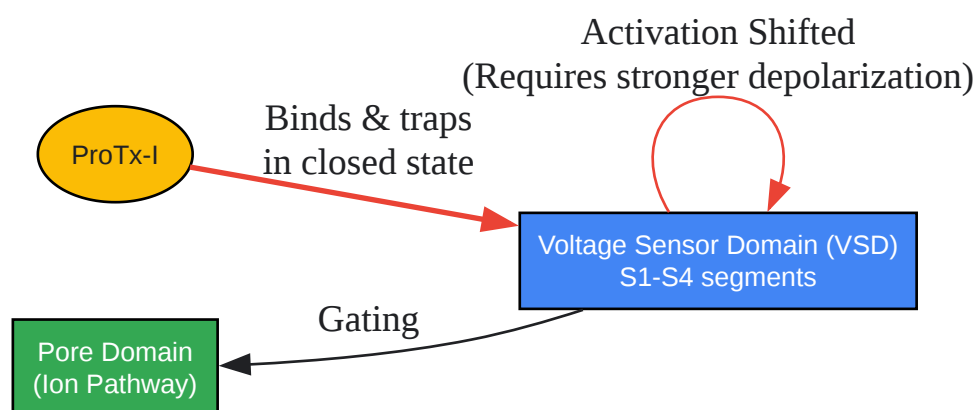 Activation Shifted
(Requires stronger depolarization)
ProTx-I
Binds & traps
in closed state
Voltage Sensor Domain (VSD)
S1-S4 segments
Gating
Pore Domain
(Ion Pathway)